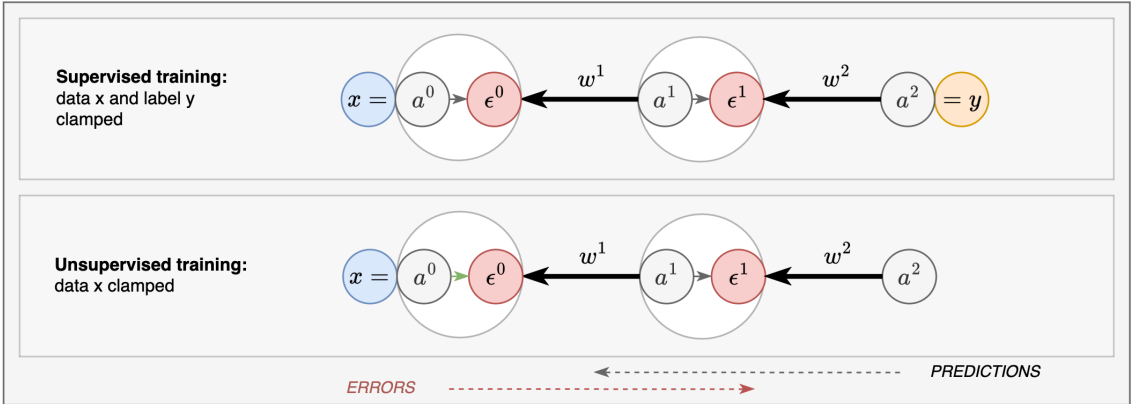 Supervised training:
data x and label y
clamped
x = a⁰ ϵ⁰ w¹ a¹ ϵ¹ w² a² = y
Unsupervised training:
data x clamped
x = a⁰ ϵ⁰ w¹ a¹ ϵ¹ w² a²
PREDICTIONS
ERRORS